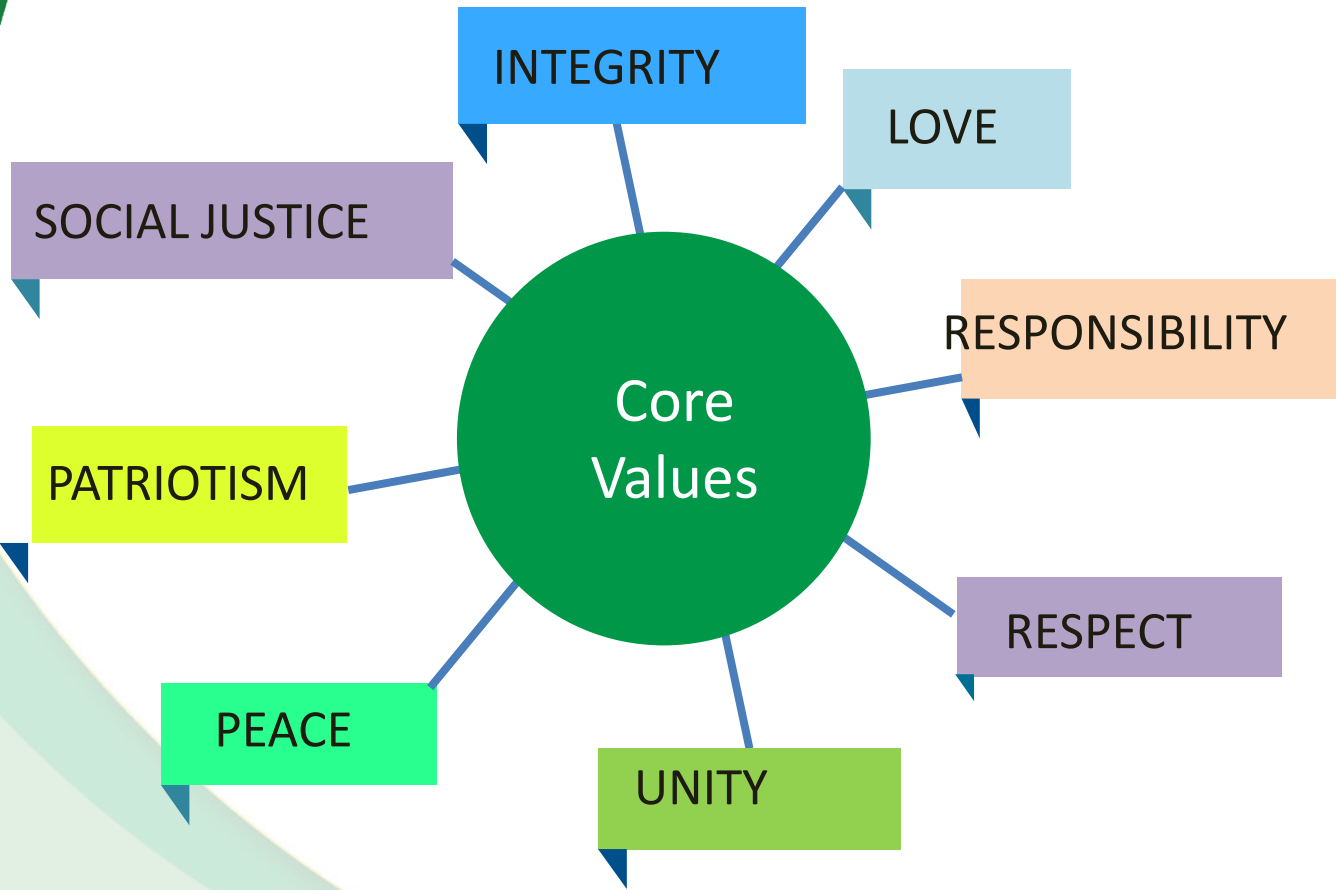 INTEGRITY
LOVE
SOCIAL JUSTICE
RESPONSIBILITY
Core
Values
PATRIOTISM
RESPECT
PEACE
UNITY